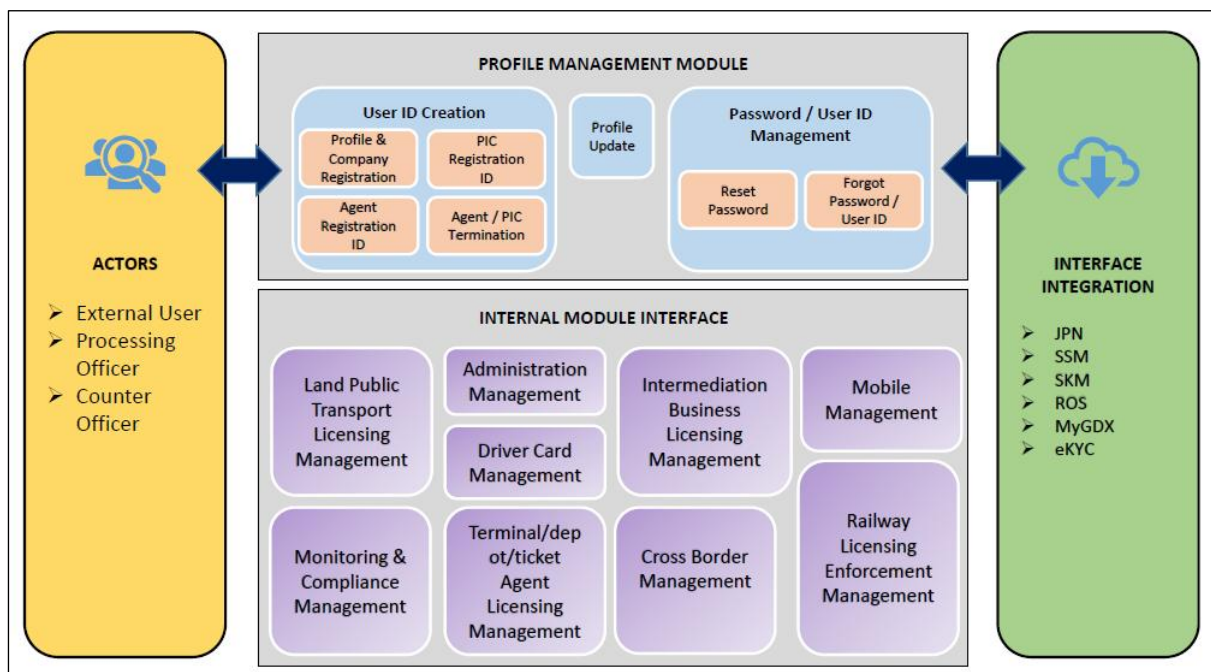 ACTORS
External User
Processing
Officer
Counter
Officer
PROFILE MANAGEMENT MODULE
User ID Creation
Profile &
Company
Registration
PIC
Registration
ID
Agent
Registration
ID
Agent / PIC
Termination
Profile
Update
Password / User ID
Management
Reset
Password
Forgot
Password /
User ID
INTERNAL MODULE INTERFACE
Land Public
Transport
Licensing
Management
Administration
Management
Driver Card
Management
Intermediation
Business
Licensing
Management
Mobile
Management
Monitoring &
Compliance
Management
Terminal/dep
ot/ticket
Agent
Licensing
Management
Cross Border
Management
Railway
Licensing
Enforcement
Management
INTERFACE
INTEGRATION
JPN
SSM
SKM
ROS
MyGDX
eKYC